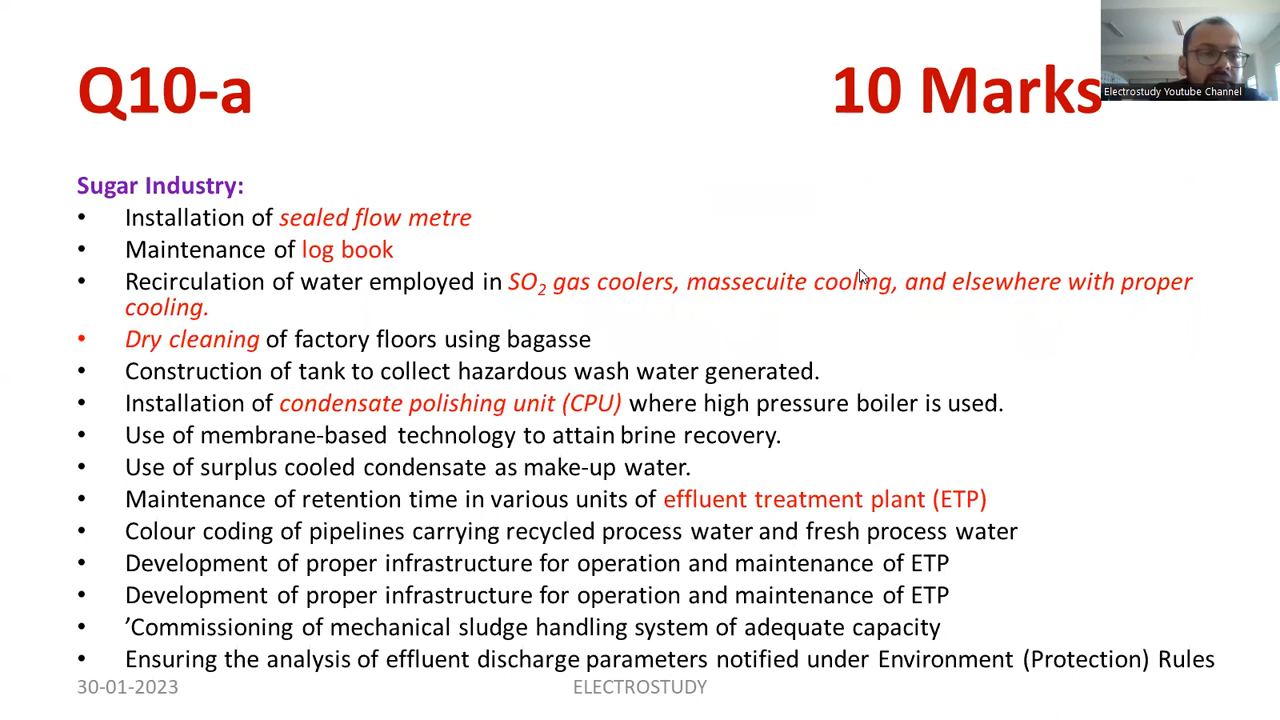 Q10-a
10 Marks
Electrostudy Youtube Channel
Sugar Industry:
• Installation of sealed flow metre
• Maintenance of log book
• Recirculation of water employed in SO₂ gas coolers, massecuite cooling, and elsewhere with proper
cooling.
• Dry cleaning of factory floors using bagasse
• Construction of tank to collect hazardous wash water generated.
• Installation of condensate polishing unit (CPU) where high pressure boiler is used.
• Use of membrane-based technology to attain brine recovery.
• Use of surplus cooled condensate as make-up water.
• Maintenance of retention time in various units of effluent treatment plant (ETP)
• Colour coding of pipelines carrying recycled process water and fresh process water
• Development of proper infrastructure for operation and maintenance of ETP
• Development of proper infrastructure for operation and maintenance of ETP
• ’Commissioning of mechanical sludge handling system of adequate capacity
• Ensuring the analysis of effluent discharge parameters notified under Environment (Protection) Rules
30-01-2023
ELECTROSTUDY